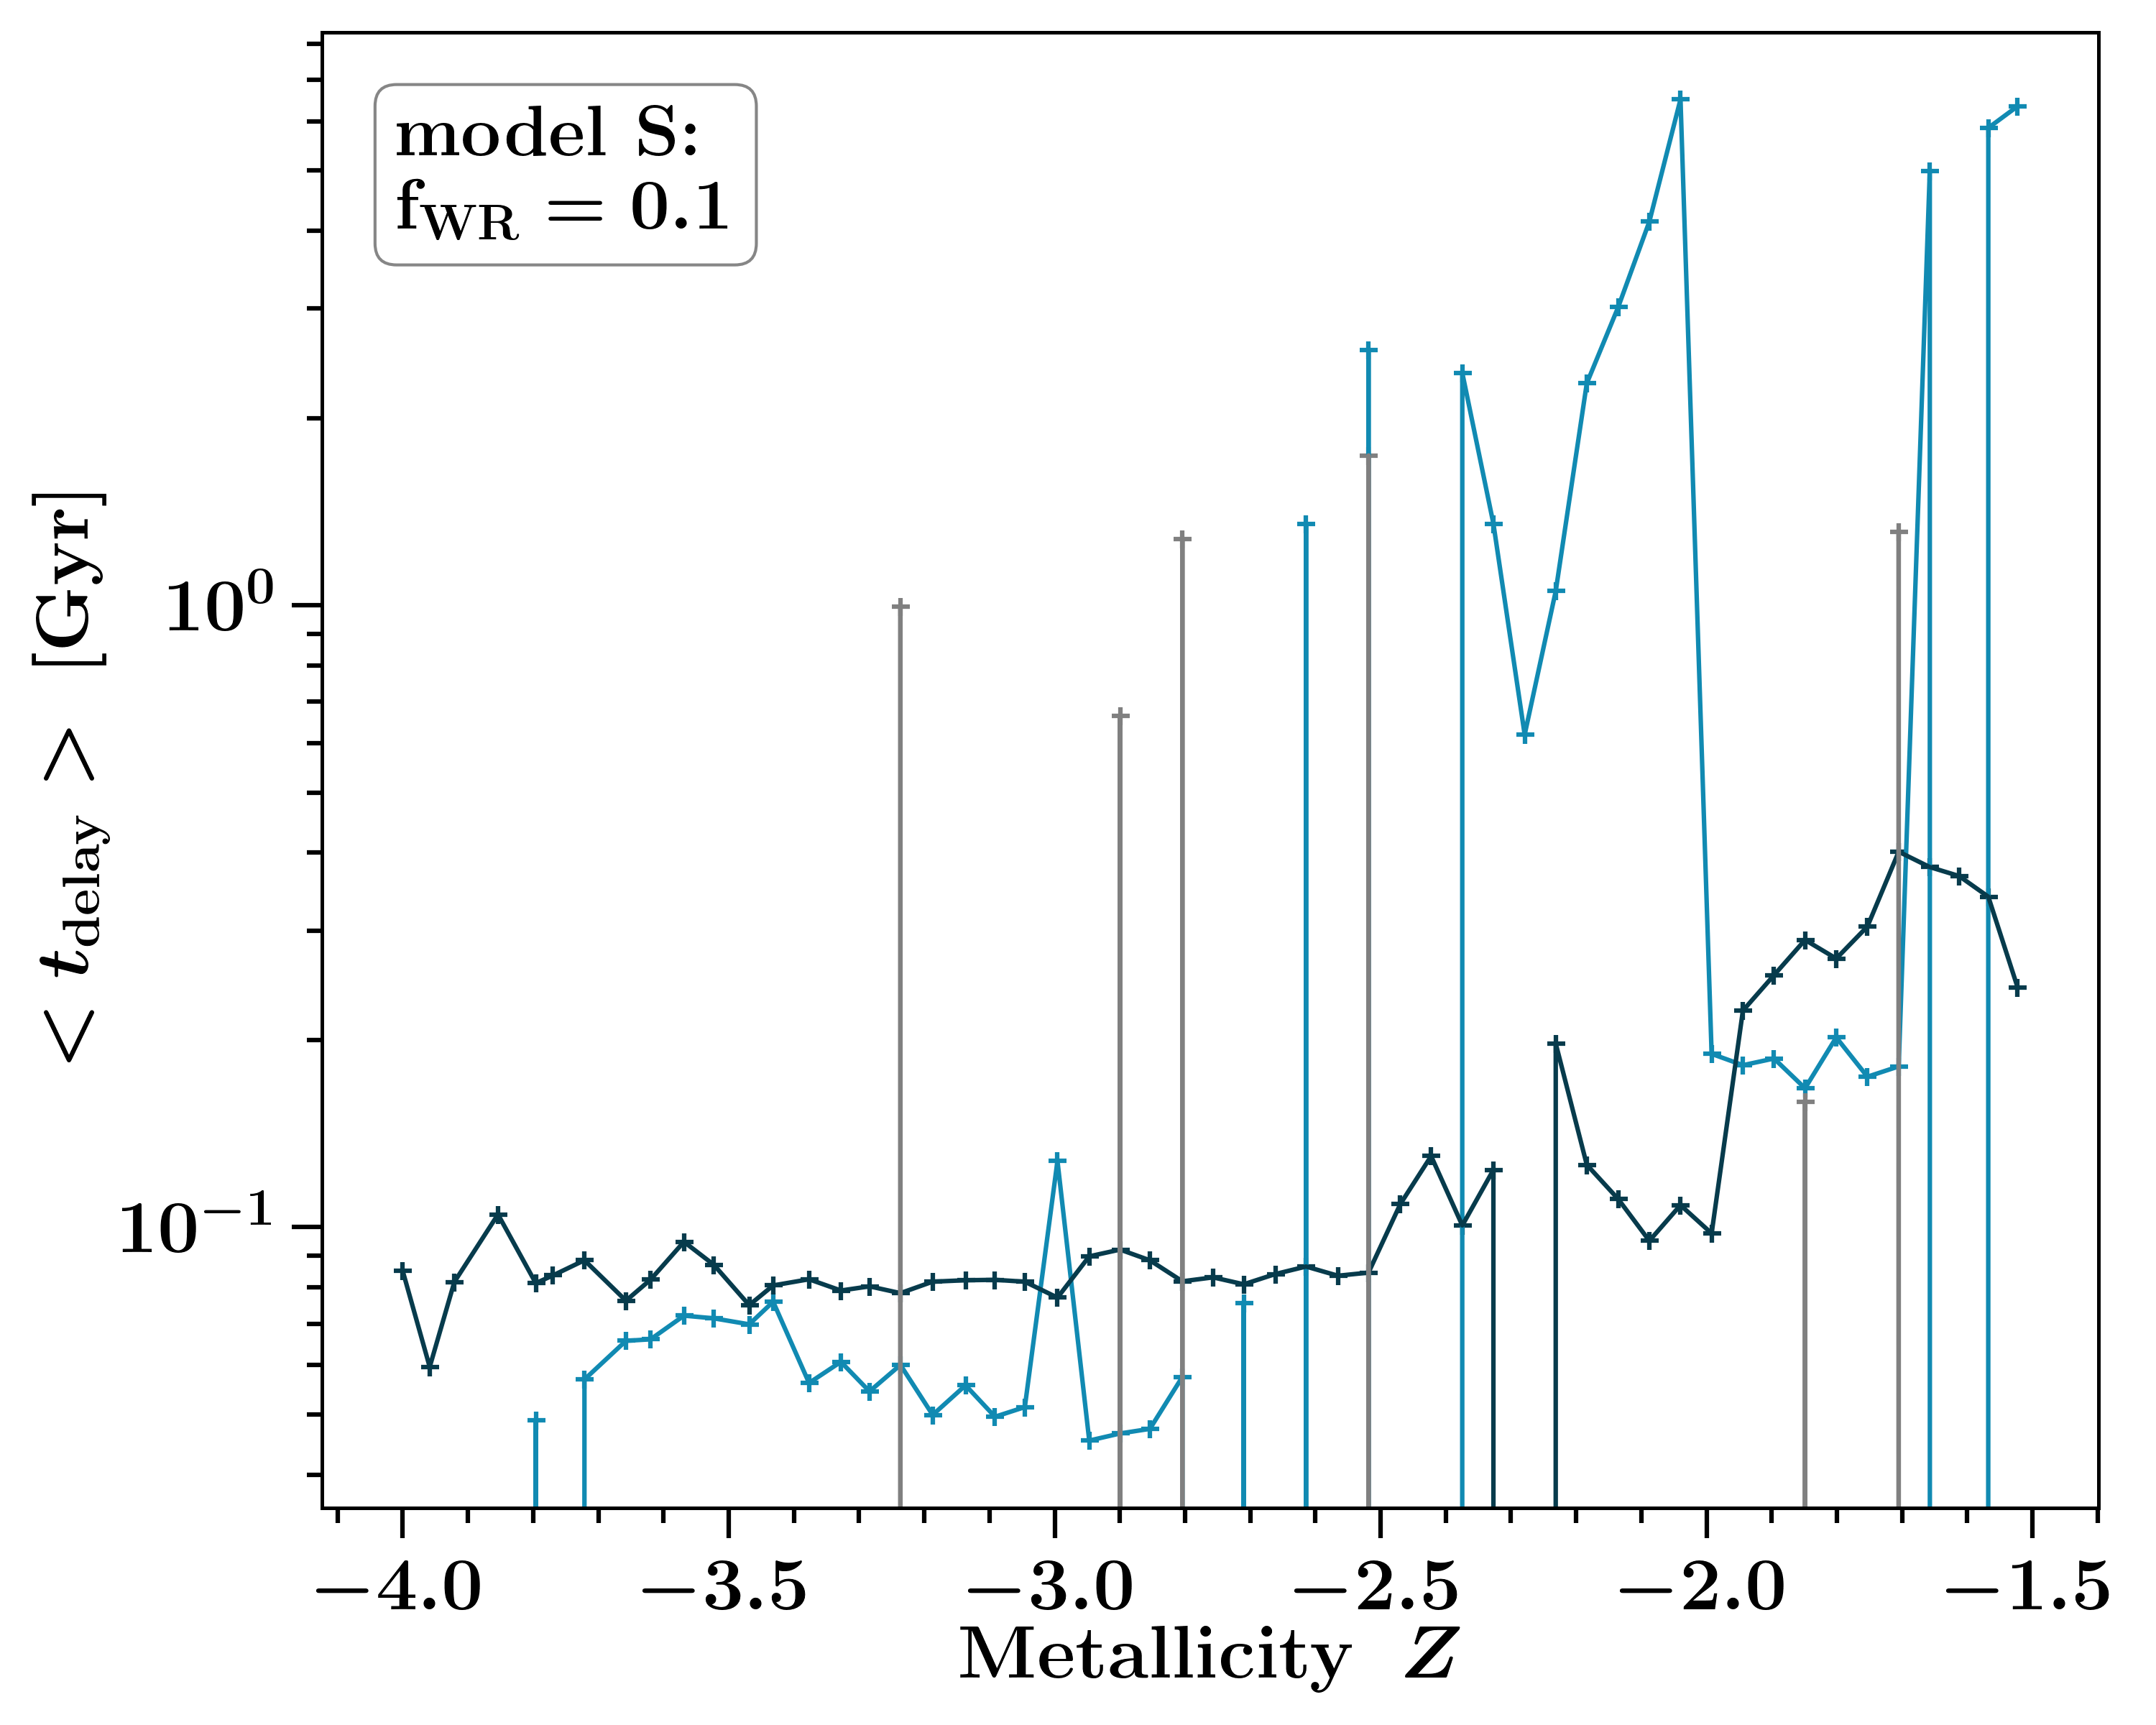 model S:
f_WR = 0.1
< t_delay > [Gyr]
10^0
10^−1
−4.0 −3.5 −3.0 −2.5 −2.0 −1.5
Metallicity Z